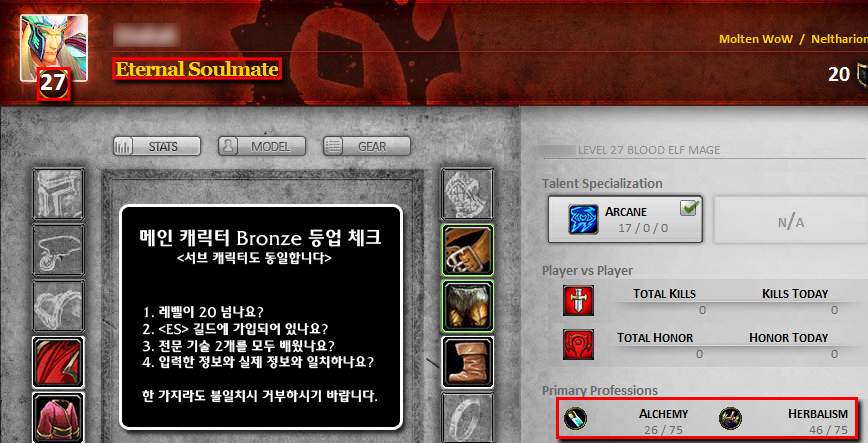 27
Eternal Soulmate
Molten WoW / Neltharion
20
STATS
MODEL
GEAR
LEVEL 27 BLOOD ELF MAGE
Talent Specialization
ARCANE
17 / 0 / 0
N/A
Player vs Player
TOTAL KILLS
KILLS TODAY
0
0
TOTAL HONOR
HONOR TODAY
0
0
Primary Professions
ALCHEMY
26 / 75
HERBALISM
46 / 75
메인 캐릭터 Bronze 등업 체크
<서브 캐릭터도 동일합니다>
1. 레벨이 20 넘나요?
2. <ES> 길드에 가입되어 있나요?
3. 전문 기술 2개를 모두 배웠나요?
4. 입력한 정보와 실제 정보와 일치하나요?
한 가지라도 불일치시 거부하시기 바랍니다.